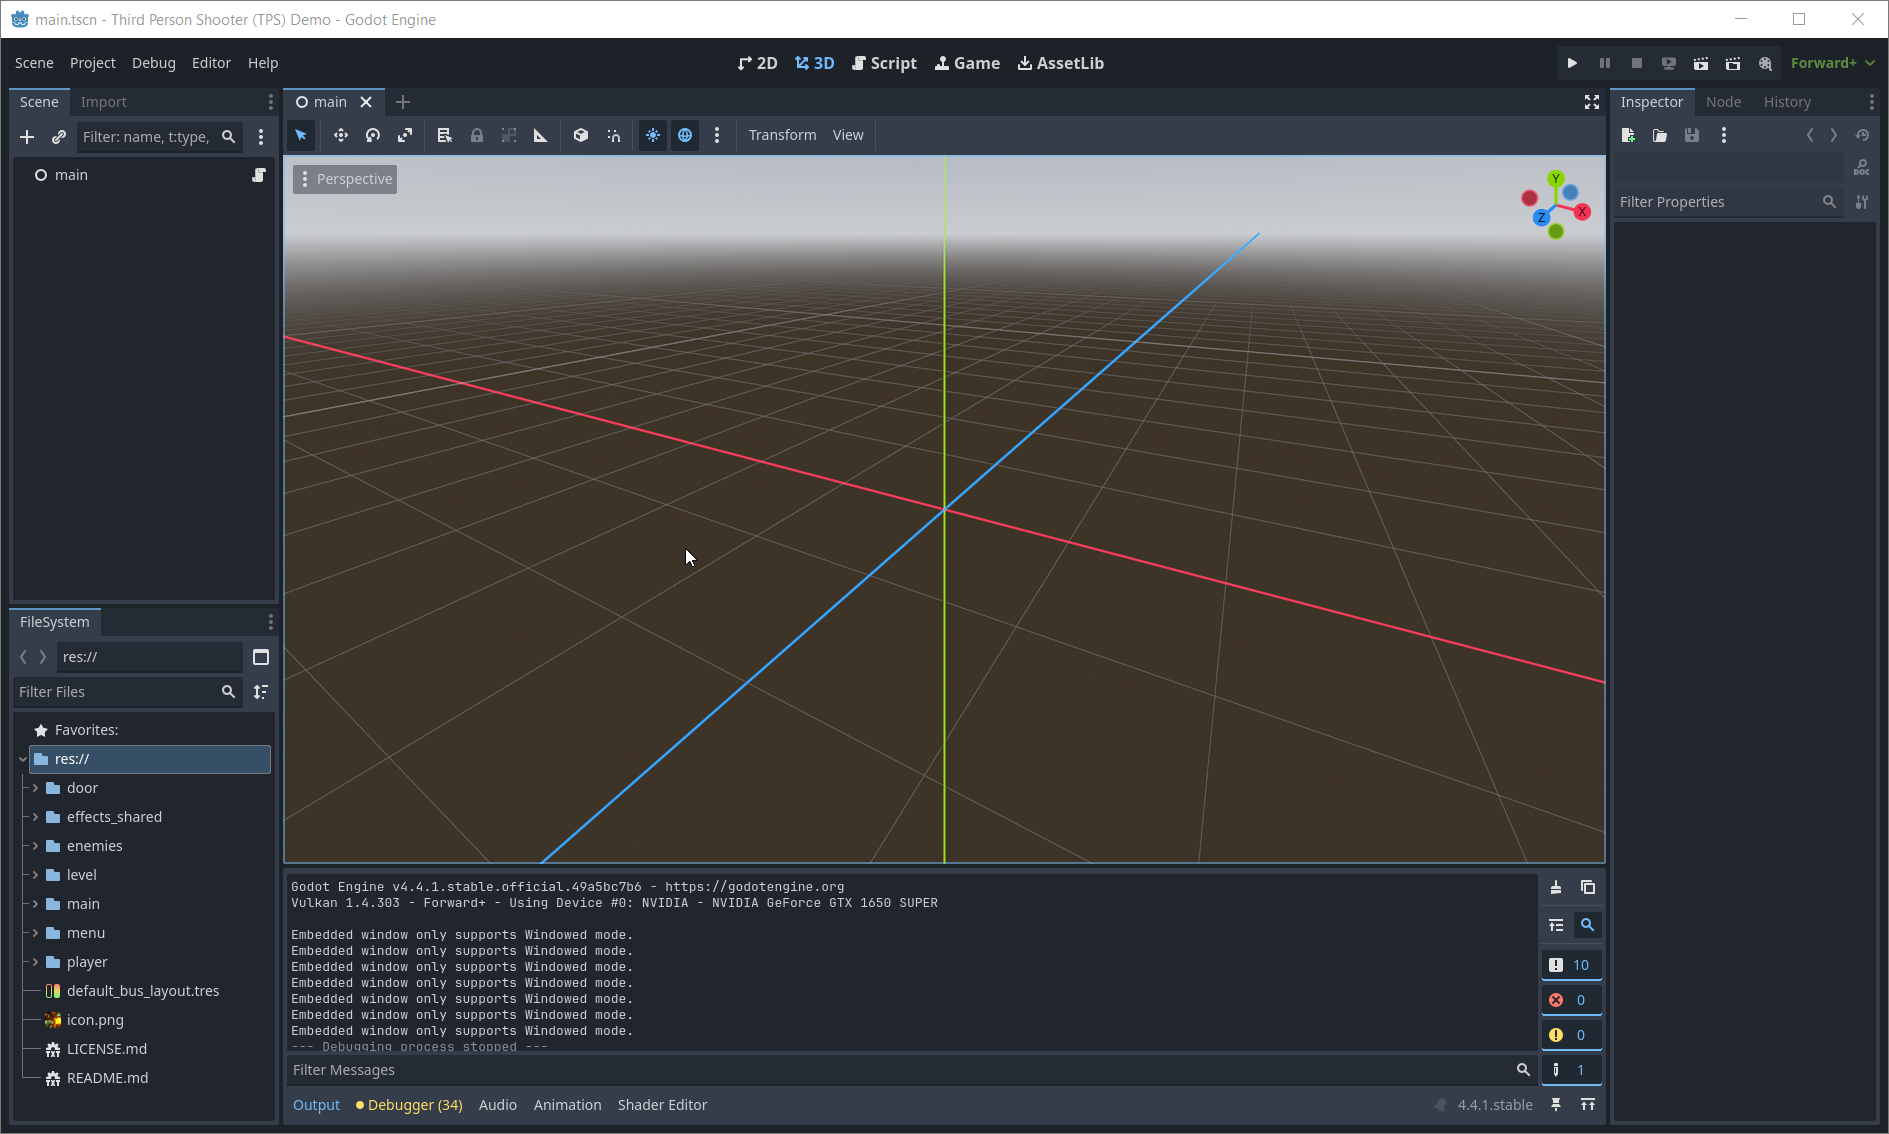 main.tscn - Third Person Shooter (TPS) Demo - Godot Engine
Scene Project Debug Editor Help
2D 3D Script Game AssetLib
Forward+
Scene Import
Filter: name, t:type,
main
main
Transform View
Perspective
Y
X
Z
Inspector Node History
DOC
Filter Properties
FileSystem
res://
Filter Files
Favorites:
res://
door
effects_shared
enemies
level
main
menu
player
default_bus_layout.tres
icon.png
TXT LICENSE.md
TXT README.md
Godot Engine v4.4.1.stable.official.49a5bc7b6 - https://godotengine.org
Vulkan 1.4.303 - Forward+ - Using Device #0: NVIDIA - NVIDIA GeForce GTX 1650 SUPER
Embedded window only supports Windowed mode.
Embedded window only supports Windowed mode.
Embedded window only supports Windowed mode.
Embedded window only supports Windowed mode.
Embedded window only supports Windowed mode.
Embedded window only supports Windowed mode.
Embedded window only supports Windowed mode.
--- Debugging process stopped ---
10
0
0
1
Filter Messages
Output Debugger (34) Audio Animation Shader Editor
4.4.1.stable